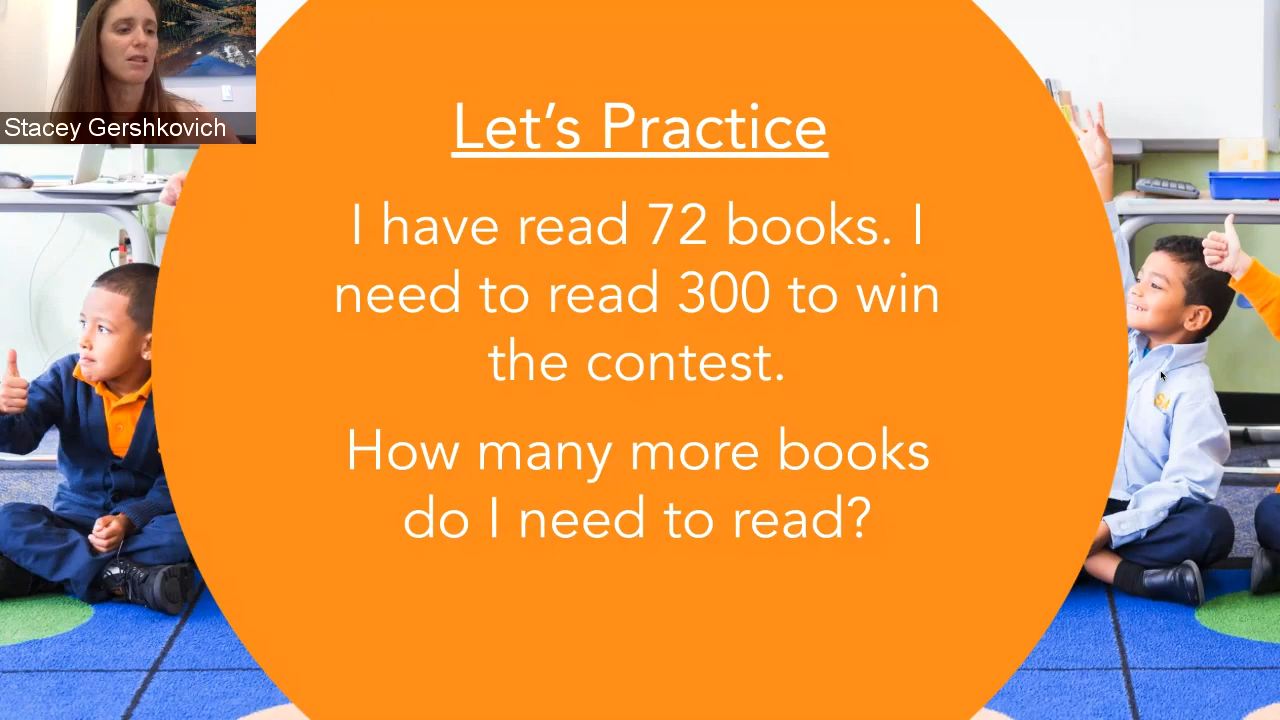 Stacey Gershkovich
Let’s Practice
I have read 72 books. I
need to read 300 to win
the contest.
How many more books
do I need to read?